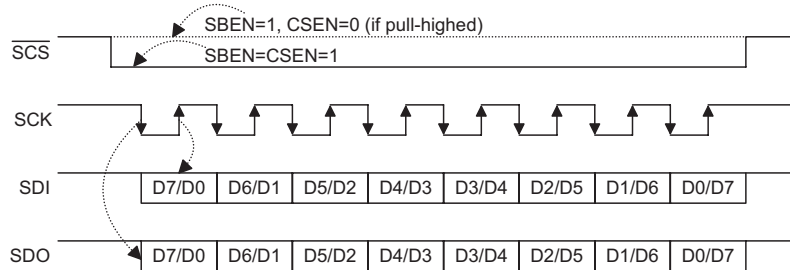 SBEN=1, CSEN=0 (if pull-highed)
SCS
SBEN=CSEN=1
SCK
SDI D7/D0 D6/D1 D5/D2 D4/D3 D3/D4 D2/D5 D1/D6 D0/D7
SDO D7/D0 D6/D1 D5/D2 D4/D3 D3/D4 D2/D5 D1/D6 D0/D7